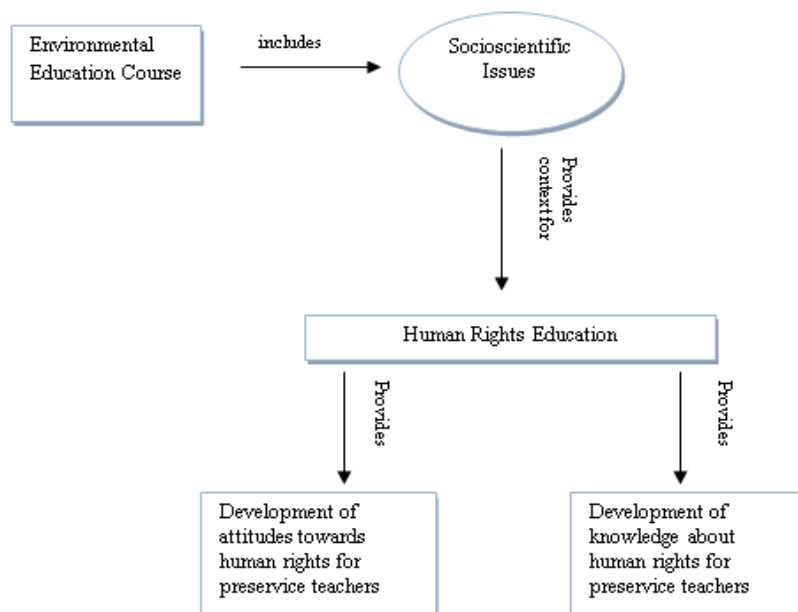 Environmental
Education Course
includes
Socioscientific
Issues
Provides
context for
Human Rights Education
Provides
Provides
Development of
attitudes towards
human rights for
preservice teachers
Development of
knowledge about
human rights for
preservice teachers